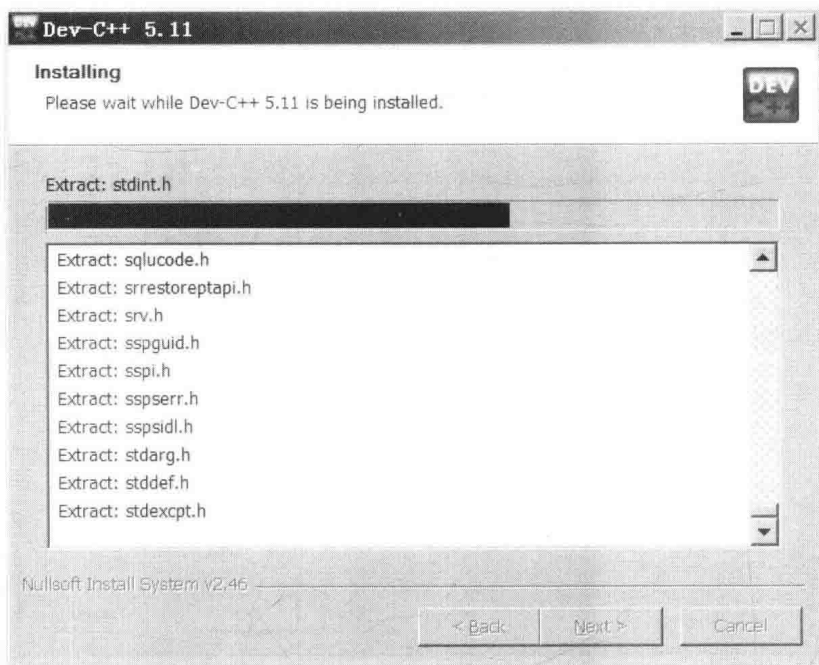 Dev-C++ 5.11
Installing
Please wait while Dev-C++ 5.11 is being installed.
DEV
C++
Extract: stdint.h
Extract: sqlucode.h
Extract: srrestoreptapi.h
Extract: srv.h
Extract: sspguid.h
Extract: sspi.h
Extract: sspserr.h
Extract: sspsidl.h
Extract: stdarg.h
Extract: stddef.h
Extract: stdexcpt.h
Nullsoft Install System v2.46
< Back
Next >
Cancel